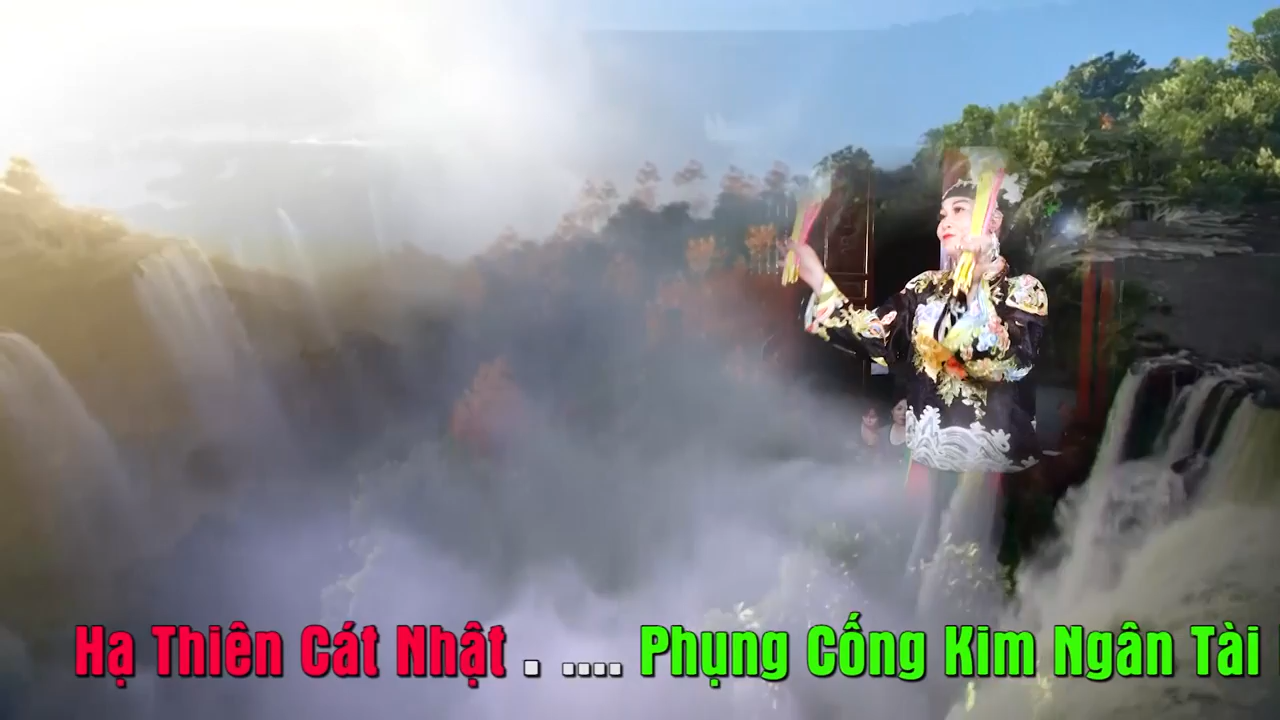 Hạ Thiên Cát Nhật . .... Phụng Cống Kim Ngân Tài